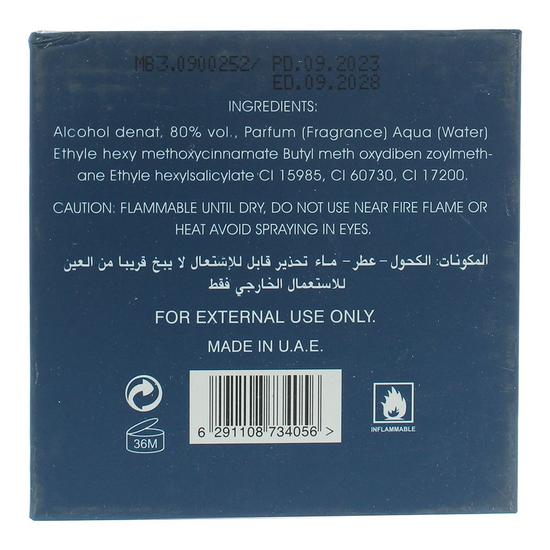 MB3.0900252/ PD.09.2023
ED.09.2028
INGREDIENTS:
Alcohol denat, 80% vol., Parfum (Fragrance) Aqua (Water)
Ethyle hexy methoxycinnamate Butyl meth oxydiben zoylmeth-
ane Ethyle hexylsalicylate CI 15985, CI 60730, CI 17200.
CAUTION: FLAMMABLE UNTIL DRY, DO NOT USE NEAR FIRE FLAME OR
HEAT AVOID SPRAYING IN EYES.
المكونات: الكحول - عطر - ماء تحذير قابل للإشتعال لا يبخ قريبا من العين
للاستعمال الخارجي فقط
FOR EXTERNAL USE ONLY.
MADE IN U.A.E.
36M
6 291108 734056 >
INFLAMMABLE